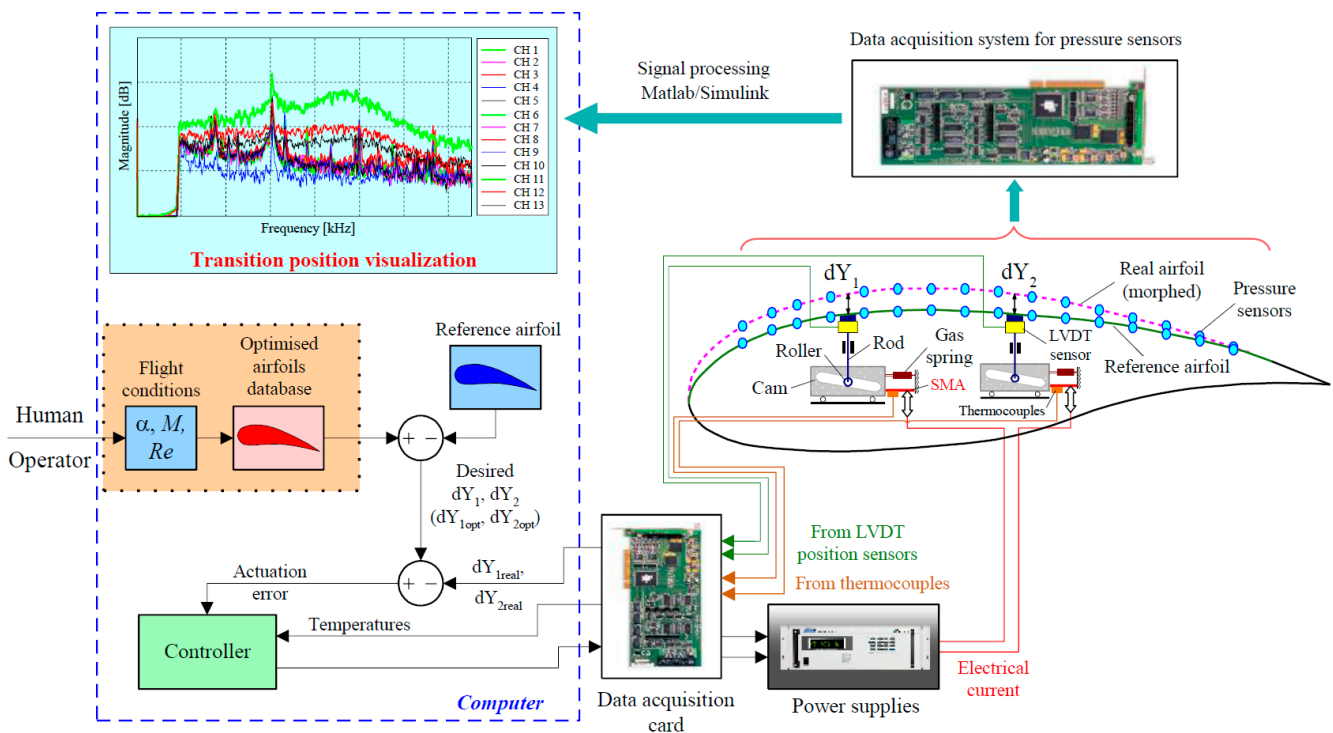 Magnitude [dB]
CH 1
CH 2
CH 3
CH 4
CH 5
CH 6
CH 7
CH 8
CH 9
CH 10
CH 11
CH 12
CH 13
Frequency [kHz]
Transition position visualization
Signal processing
Matlab/Simulink
Data acquisition system for pressure sensors
dY1
dY2
Real airfoil
(morphed)
Pressure
sensors
Roller
Rod
Gas
spring
LVDT
sensor
Reference airfoil
Cam
SMA
Thermocouples
Reference airfoil
Flight
conditions
Optimised
airfoils
database
Human
Operator
α, M,
Re
+ −
Desired
dY1, dY2
(dY1opt, dY2opt)
+ −
dY1real,
dY2real
Actuation
error
Temperatures
Controller
Computer
From LVDT
position sensors
From thermocouples
Data acquisition
card
Power supplies
Electrical
current